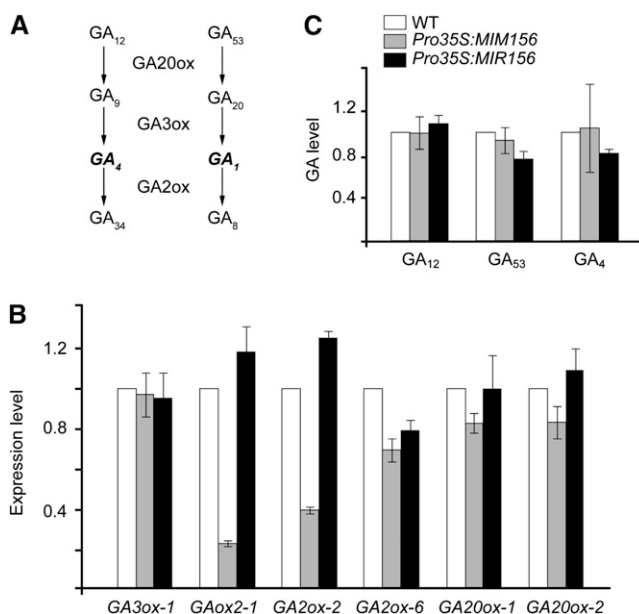 A
GA12 GA53
GA20ox
GA9 GA20
GA3ox
GA4 GA1
GA2ox
GA34 GA8
C
WT
Pro35S:MIM156
Pro35S:MIR156
GA level
1.2
0.8
0.4
GA12 GA53 GA4
B
Expression level
1.2
0.8
0.4
GA3ox-1 GAox2-1 GA2ox-2 GA2ox-6 GA20ox-1 GA20ox-2